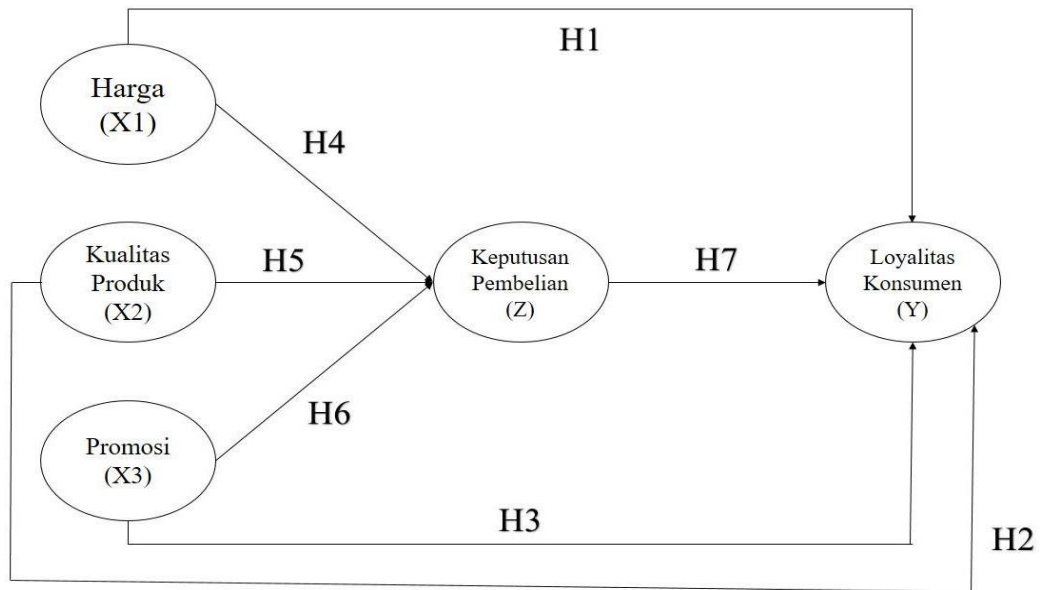 H1
Harga
(X1)
H4
Kualitas
Produk
(X2)
H5
Keputusan
Pembelian
(Z)
H7
Loyalitas
Konsumen
(Y)
H6
Promosi
(X3)
H3
H2